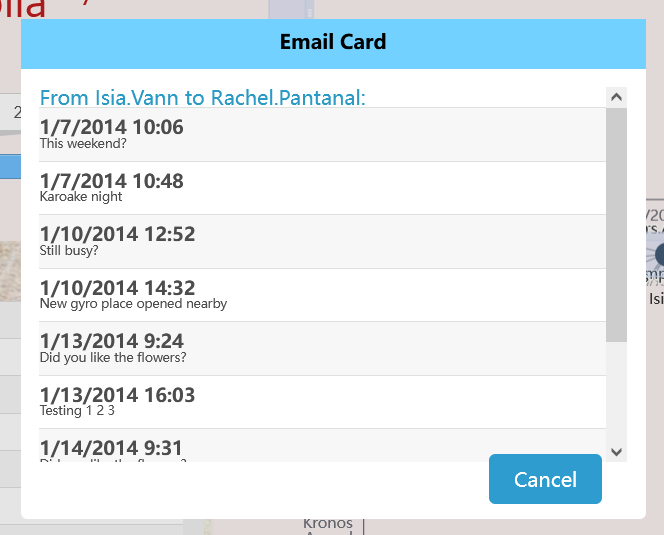 Email Card
From Isia.Vann to Rachel.Pantanal:
1/7/2014 10:06
This weekend?
1/7/2014 10:48
Karoake night
1/10/2014 12:52
Still busy?
1/10/2014 14:32
New gyro place opened nearby
1/13/2014 9:24
Did you like the flowers?
1/13/2014 16:03
Testing 1 2 3
1/14/2014 9:31
Cancel
Isi
Kronos